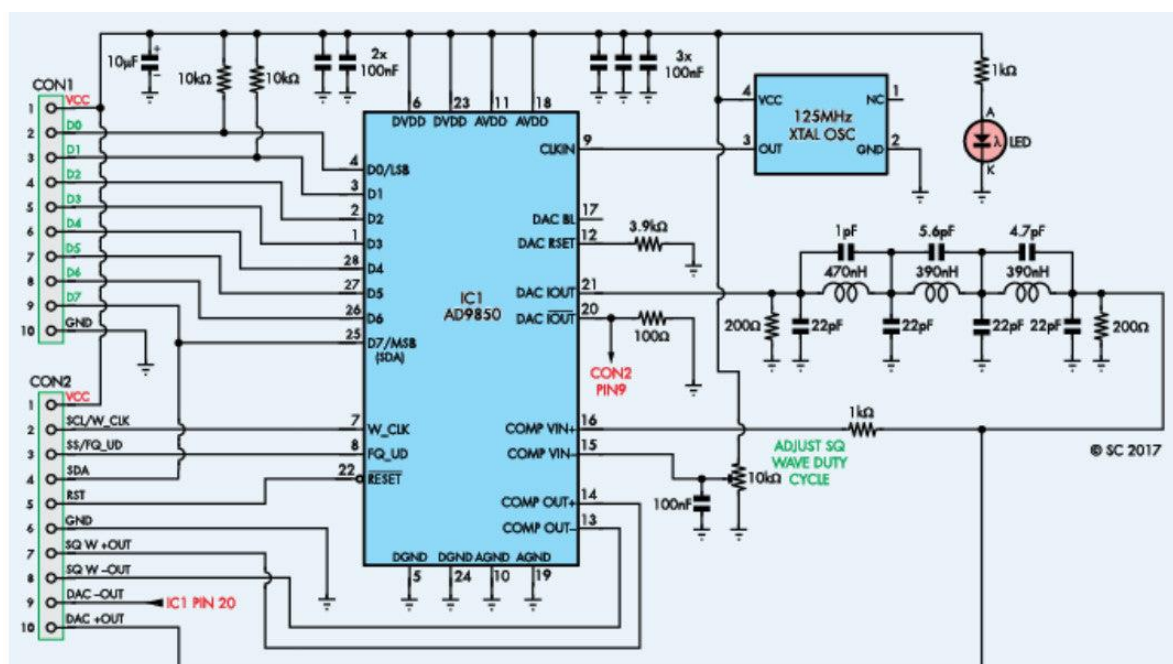 CON1
1 VCC
2 D0
3 D1
4 D2
5 D3
6 D4
7 D5
8 D6
9 D7
10 GND
CON2
1 VCC
2 SCL/W_CLK
3 SS/FQ_UD
4 SDA
5 RST
6 GND
7 SQ W +OUT
8 SQ W –OUT
9 DAC –OUT
IC1 PIN 20
10 DAC +OUT
10µF
+
–
10kΩ
10kΩ
2x
100nF
3x
100nF
6 23 11 18
DVDD DVDD AVDD AVDD
4 D0/LSB
3 D1
2 D2
1 D3
28 D4
27 D5
26 D6
25 D7/MSB
(SDA)
7 W_CLK
8 FQ_UD
22 RESET
IC1
AD9850
CLKIN 9
DAC BL 17
DAC RSET 12
DAC IOUT 21
DAC IOUT 20
COMP VIN+ 16
COMP VIN– 15
COMP OUT+ 14
COMP OUT– 13
DGND DGND AGND AGND
5 24 10 19
4 VCC
NC 1
125MHz
XTAL OSC
3 OUT
GND 2
1kΩ
A
λ LED
K
3.9kΩ
100Ω
CON2
PIN9
1pF 5.6pF 4.7pF
470nH 390nH 390nH
200Ω 22pF 22pF 22pF 22pF 200Ω
1kΩ
ADJUST SQ
WAVE DUTY
CYCLE
10kΩ
100nF
© SC 2017